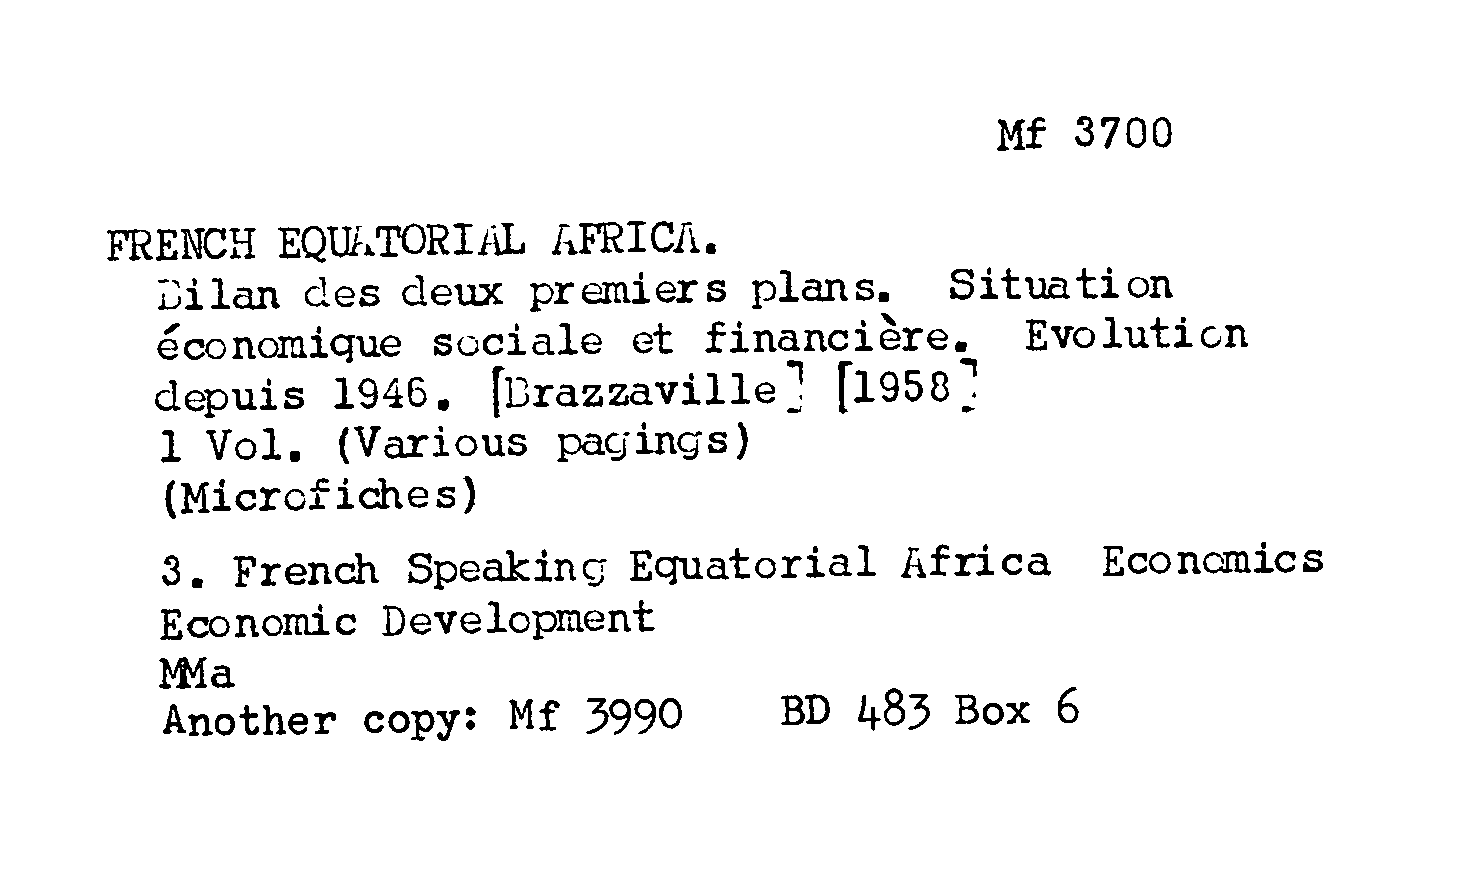 Mf 3700
FRENCH EQUATORIAL AFRICA.
Bilan des deux premiers plans. Situation
économique sociale et financière. Evolution
depuis 1946. [Brazzaville] [1958]
1 Vol. (Various pagings)
(Microfiches)
3. French Speaking Equatorial Africa Economics
Economic Development
MMa
Another copy: Mf 3990 BD 483 Box 6